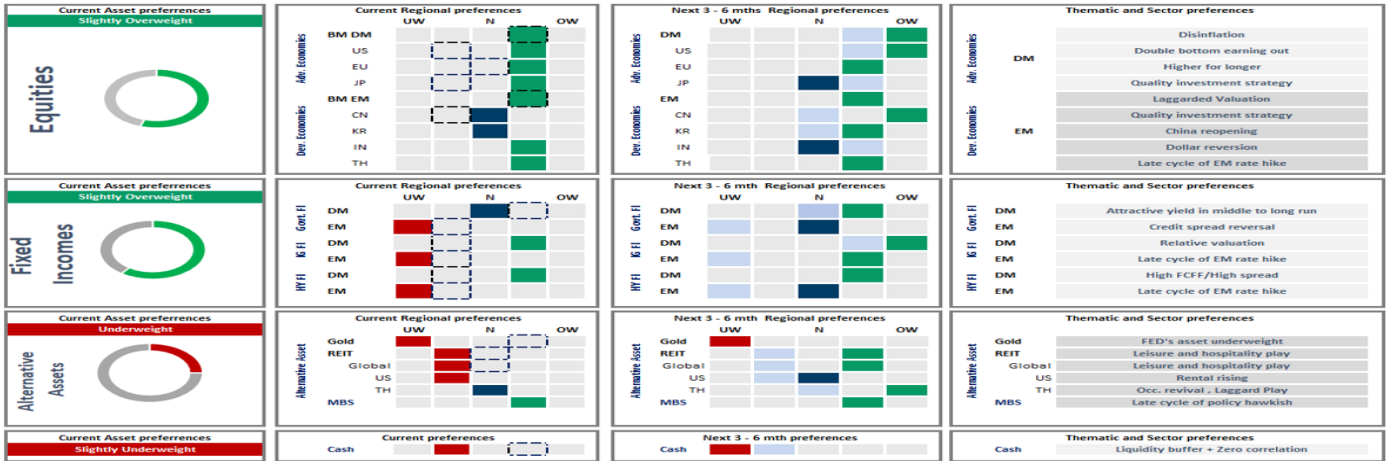 Current Asset preferrences
Slightly Overweight
Equities
Current Regional preferences
UW N OW
Adv. Economies
BM DM
US
EU
JP
Dev. Economies
BM EM
CN
KR
IN
TH
Next 3 - 6 mths Regional preferences
UW N OW
Adv. Economies
DM
US
EU
JP
Dev. Economies
EM
CN
KR
IN
TH
Thematic and Sector preferences
DM
Disinflation
Double bottom earning out
Higher for longer
Quality investment strategy
EM
Laggarded Valuation
Quality investment strategy
China reopening
Dollar reversion
Late cycle of EM rate hike
Current Asset preferrences
Slightly Overweight
Fixed
Incomes
Current Regional preferences
UW N OW
Govt. FI
DM
EM
IG FI
DM
EM
HY FI
DM
EM
Next 3 - 6 mth Regional preferences
UW N OW
Govt. FI
DM
EM
IG FI
DM
EM
HY FI
DM
EM
Thematic and Sector preferences
DM Attractive yield in middle to long run
EM Credit spread reversal
DM Relative valuation
EM Late cycle of EM rate hike
DM High FCFF/High spread
EM Late cycle of EM rate hike
Current Asset preferrences
Underweight
Alternative
Assets
Current Regional preferences
UW N OW
Alternative Asset
Gold
REIT
Global
US
TH
MBS
Next 3 - 6 mth Regional preferences
UW N OW
Alternative Asset
Gold
REIT
Global
US
TH
MBS
Thematic and Sector preferences
Gold FED's asset underweight
REIT Leisure and hospitality play
Global Leisure and hospitality play
US Rental rising
TH Occ. revival , Laggard Play
MBS Late cycle of policy hawkish
Current Asset preferrences
Slightly Underweight
Current preferences
Cash
Next 3 - 6 mth preferences
Cash
Thematic and Sector preferences
Cash Liquidity buffer + Zero correlation